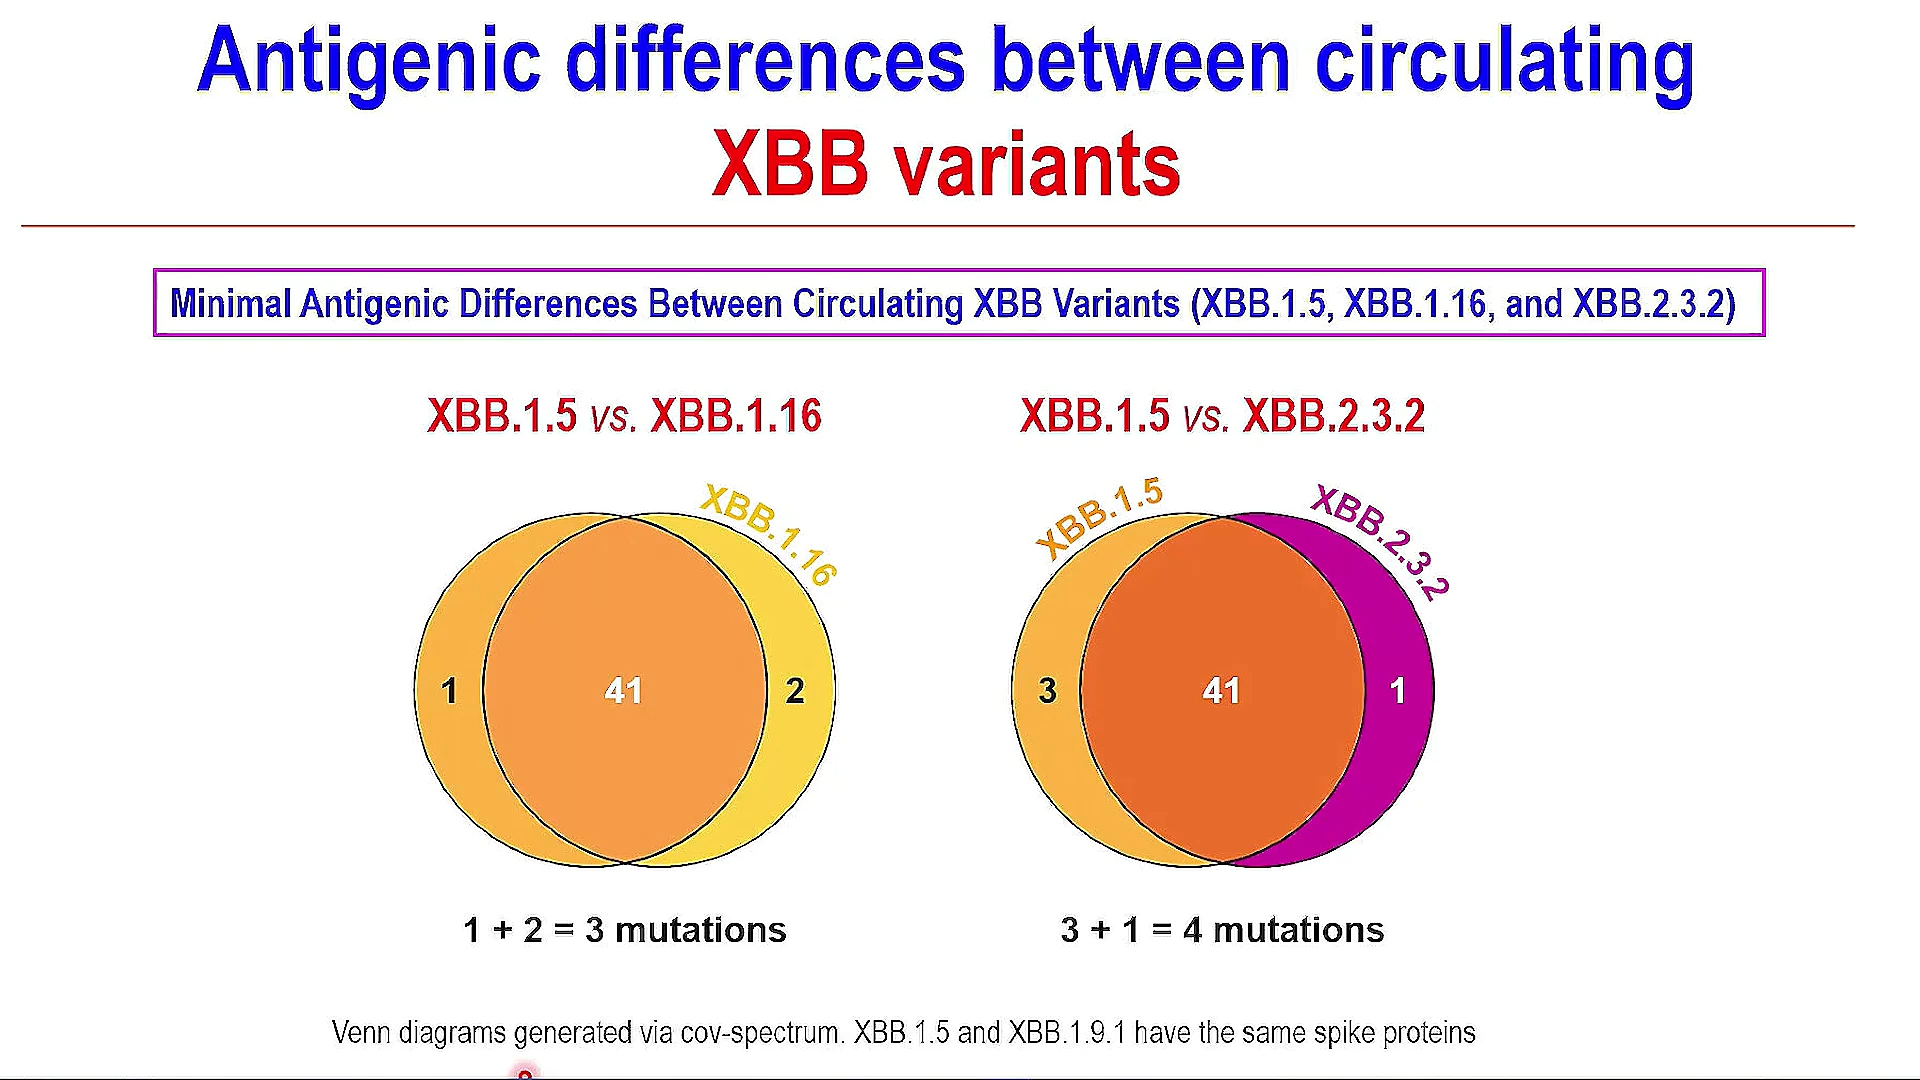 Antigenic differences between circulating
XBB variants
Minimal Antigenic Differences Between Circulating XBB Variants (XBB.1.5, XBB.1.16, and XBB.2.3.2)
XBB.1.5 vs. XBB.1.16
XBB.1.5 vs. XBB.2.3.2
XBB.1.16
XBB.1.5
XBB.2.3.2
1
41
2
3
41
1
1 + 2 = 3 mutations
3 + 1 = 4 mutations
Venn diagrams generated via cov-spectrum. XBB.1.5 and XBB.1.9.1 have the same spike proteins